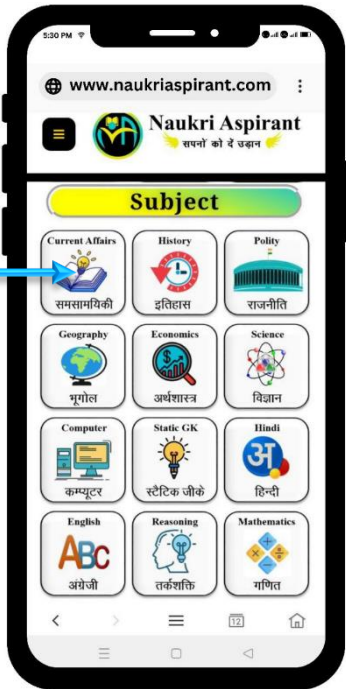 5:30 PM
www.naukriaspirant.com
Naukri Aspirant
सपनों को दें उड़ान
Subject
Current Affairs History Polity
समसामयिकी इतिहास राजनीति
Geography Economics Science
भूगोल अर्थशास्त्र विज्ञान
Computer Static GK Hindi
अ
कम्प्यूटर स्टैटिक जीके हिन्दी
English Reasoning Mathematics
ABC
अंग्रेजी तर्कशक्ति गणित
12